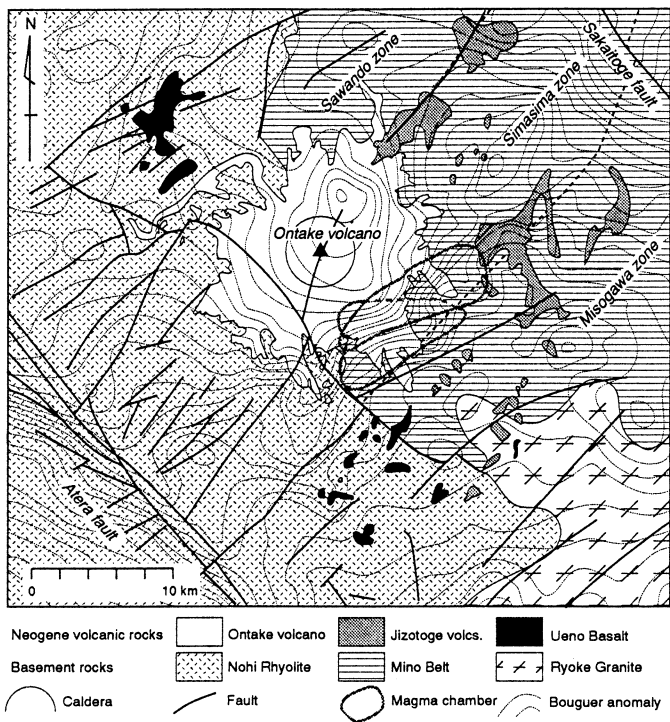 N
Sawando zone
Sakaitoge fault
Simasima zone
Ontake volcano
Misogawa zone
Atera fault
0 10 km
Neogene volcanic rocks Ontake volcano Jizotoge volcs. Ueno Basalt
Basement rocks Nohi Rhyolite Mino Belt Ryoke Granite
Caldera Fault Magma chamber Bouguer anomaly